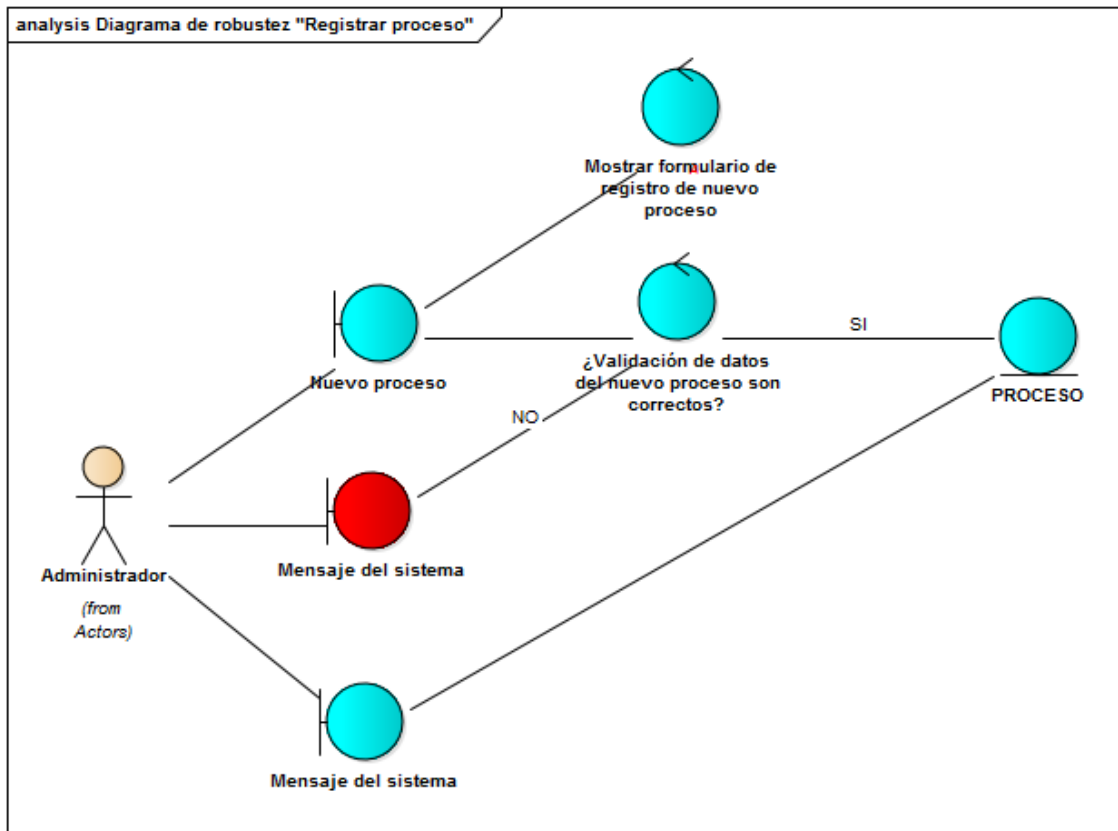 analysis Diagrama de robustez "Registrar proceso"
Mostrar formulario de
registro de nuevo
proceso
SI
¿Validación de datos
del nuevo proceso son
correctos?
Nuevo proceso
PROCESO
NO
Mensaje del sistema
Administrador
(from
Actors)
Mensaje del sistema